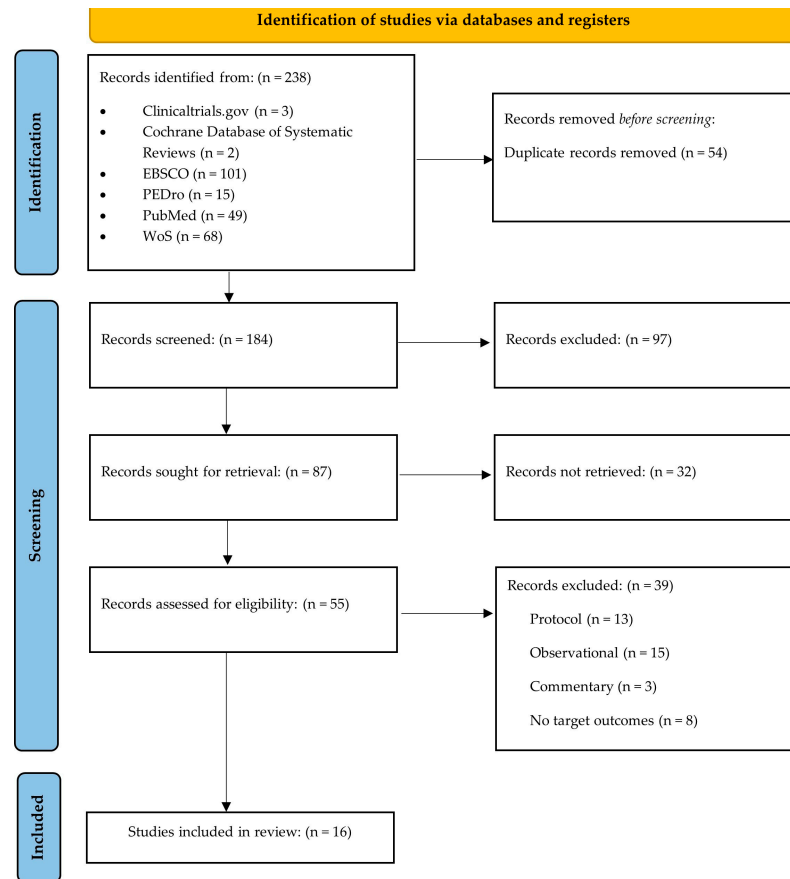 Identification of studies via databases and registers
Identification
Records identified from: (n = 238)
• Clinicaltrials.gov (n = 3)
• Cochrane Database of Systematic
Reviews (n = 2)
• EBSCO (n = 101)
• PEDro (n = 15)
• PubMed (n = 49)
• WoS (n = 68)
Records removed before screening:
Duplicate records removed (n = 54)
Screening
Records screened: (n = 184)
Records excluded: (n = 97)
Records sought for retrieval: (n = 87)
Records not retrieved: (n = 32)
Records assessed for eligibility: (n = 55)
Records excluded: (n = 39)
Protocol (n = 13)
Observational (n = 15)
Commentary (n = 3)
No target outcomes (n = 8)
Included
Studies included in review: (n = 16)